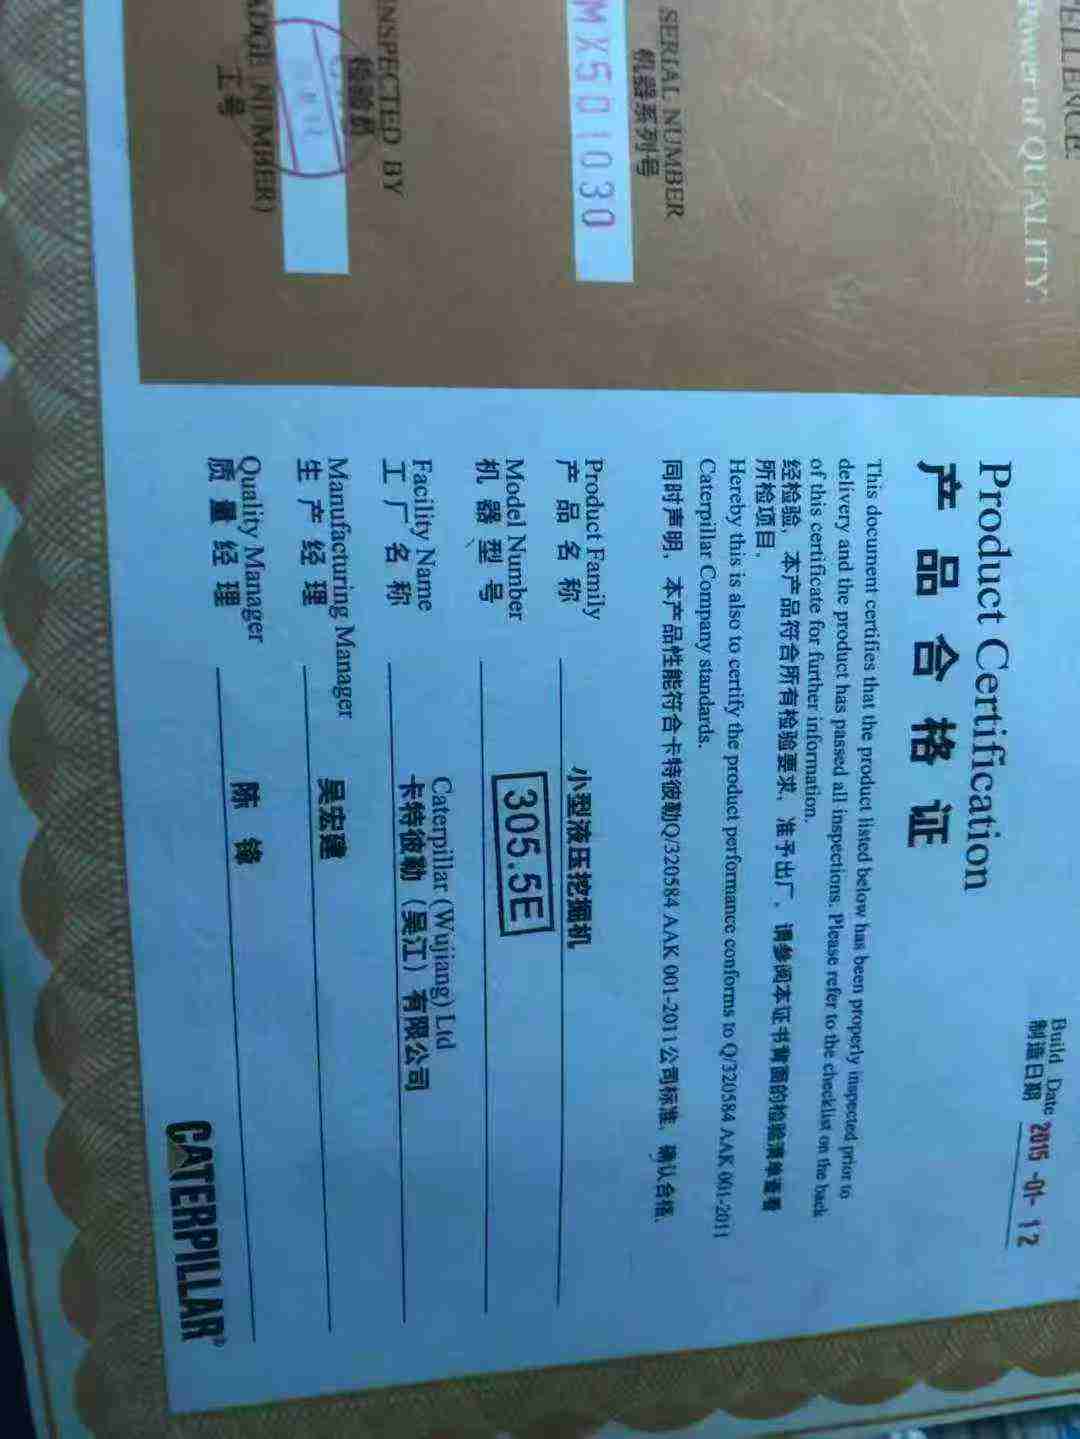 ELLENCE.
wer of QUALITY.
SERIAL NUMBER
机器系列号
MX501030
INSPECTED BY
检验员
ADGE NUMBER)
工号
Build Date
制造日期 2015-01-12
Product Certification
产品合格证
This document certifies that the product listed below has been properly inspected prior to
delivery and the product has passed all inspections. Please refer to the checklist on the back
of this certificate for further information.
经检验，本产品符合所有检验要求，准予出厂，请参阅本证书背面的检验清单查看
所检项目。
Hereby this is also to certify the product performance conforms to Q/320584 AAK 001-2011
Caterpillar Company standards.
同时声明，本产品性能符合卡特彼勒Q/320584 AAK 001-2011公司标准，确认合格。
Product Family
产品名称 小型液压挖掘机
Model Number
机器型号 305.5E
Facility Name Caterpillar (Wujiang) Ltd
工厂名称 卡特彼勒（吴江）有限公司
Manufacturing Manager
生产经理 吴宏建
Quality Manager
质量经理 陈锋
CATERPILLAR®